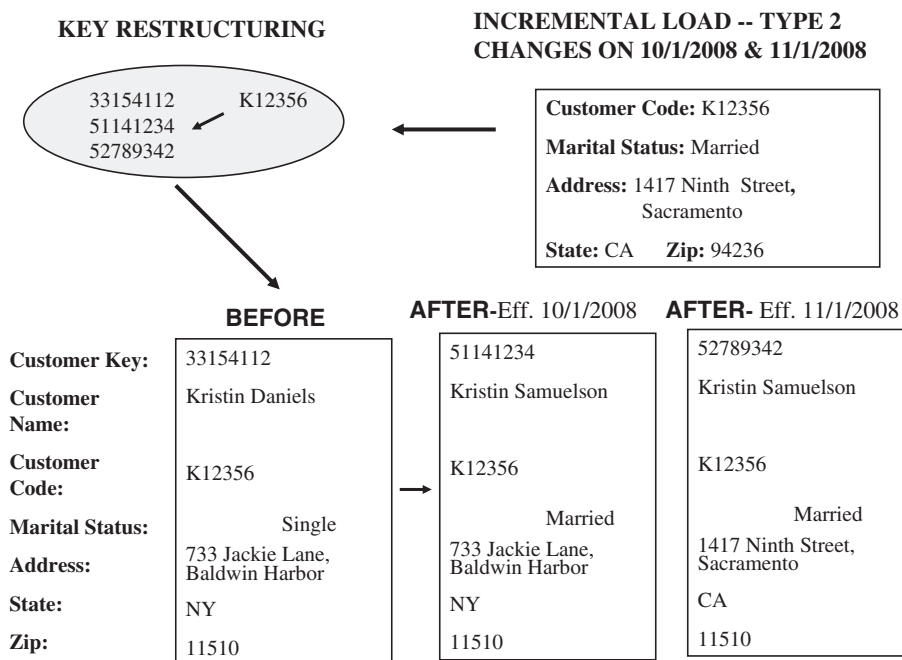 KEY RESTRUCTURING
INCREMENTAL LOAD -- TYPE 2
CHANGES ON 10/1/2008 & 11/1/2008
33154112 K12356
51141234
52789342
Customer Code: K12356
Marital Status: Married
Address: 1417 Ninth Street,
Sacramento
State: CA Zip: 94236
BEFORE
AFTER-Eff. 10/1/2008
AFTER- Eff. 11/1/2008
Customer Key: 33154112 51141234 52789342
Customer Kristin Daniels Kristin Samuelson Kristin Samuelson
Name:
Customer
Code: K12356 K12356 K12356
Marital Status: Single Married Married
Address: 733 Jackie Lane, 733 Jackie Lane, 1417 Ninth Street,
Baldwin Harbor Baldwin Harbor Sacramento
State: NY NY CA
Zip: 11510 11510 11510